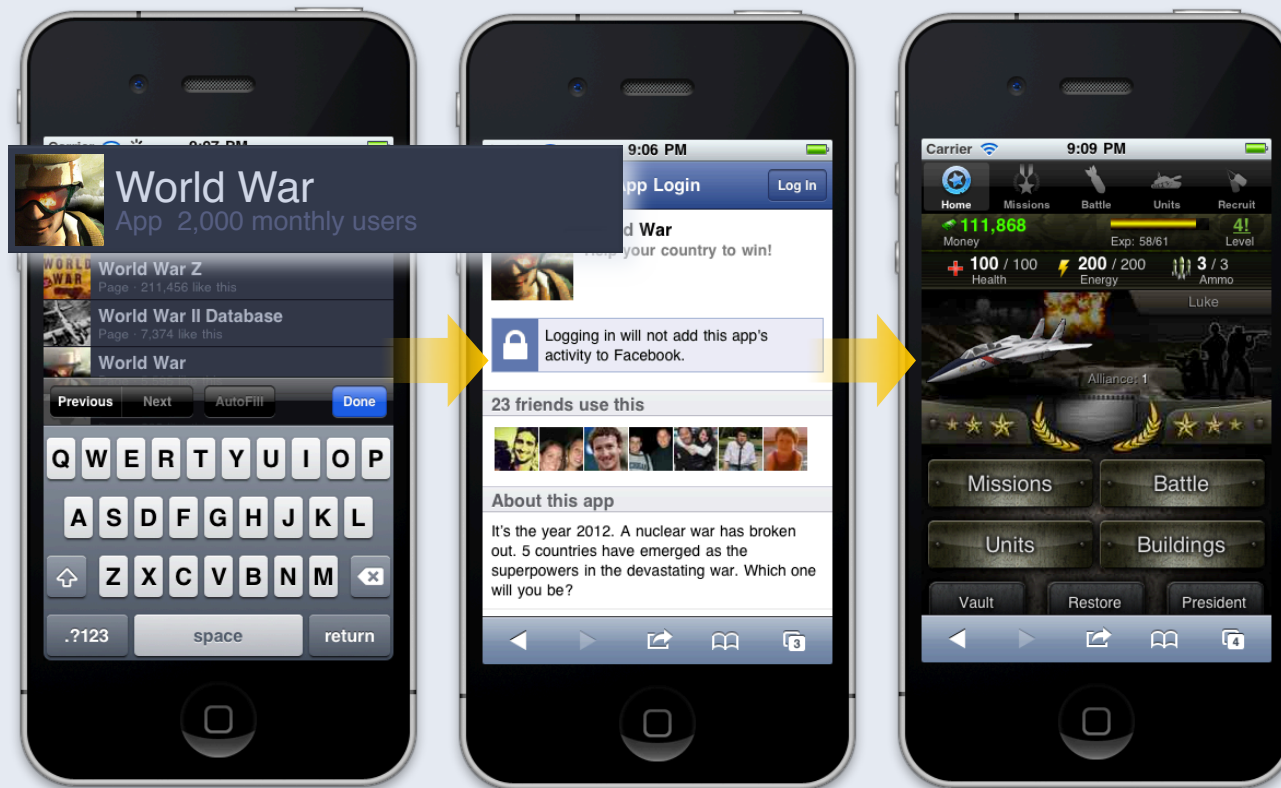 Carrier 9:07 PM
World War
App 2,000 monthly users
World War Z
Page · 211,456 like this
World War II Database
Page · 7,374 like this
World War
Previous Next AutoFill Done
Q W E R T Y U I O P
A S D F G H J K L
Z X C V B N M
.?123 space return
9:06 PM
App Login Log In
d War
Help your country to win!
Logging in will not add this app's
activity to Facebook.
23 friends use this
About this app
It's the year 2012. A nuclear war has broken
out. 5 countries have emerged as the
superpowers in the devastating war. Which one
will you be?
3
Carrier 9:09 PM
Home Missions Battle Units Recruit
111,868 4!
Money Exp: 58/61 Level
100 / 100 200 / 200 3 / 3
Health Energy Ammo
Luke
Alliance: 1
Missions Battle
Units Buildings
Vault Restore President
4